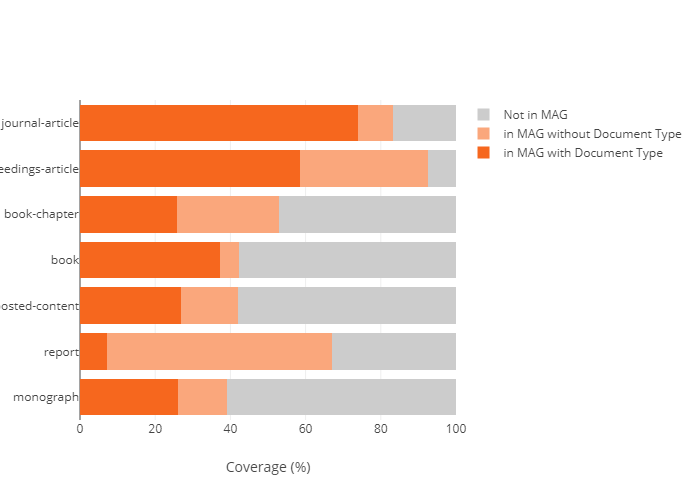 journal-article
eedings-article
book-chapter
book
osted-content
report
monograph
0 20 40 60 80 100
Coverage (%)
Not in MAG
in MAG without Document Type
in MAG with Document Type